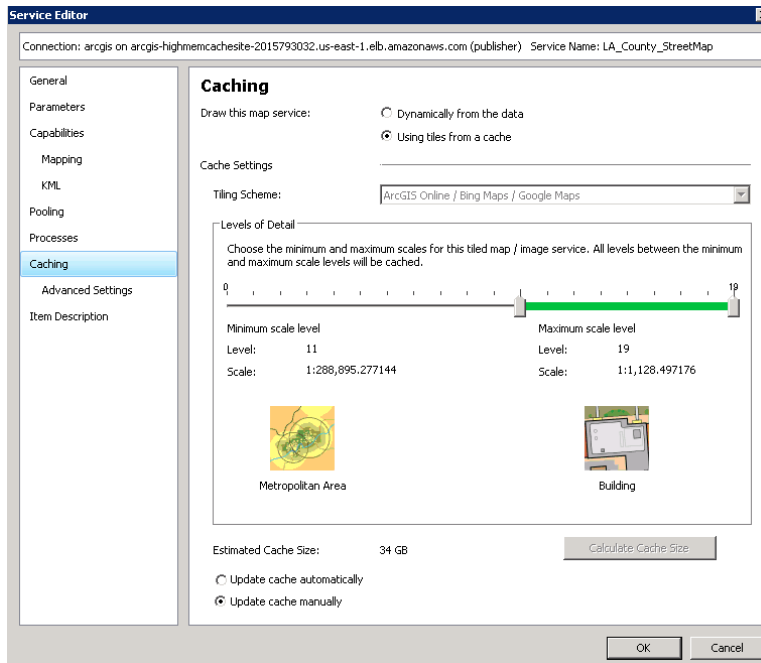 Service Editor
Connection: arcgis on arcgis-highmemcachesite-2015793032.us-east-1.elb.amazonaws.com (publisher) Service Name: LA_County_StreetMap
General
Parameters
Capabilities
Mapping
KML
Pooling
Processes
Caching
Advanced Settings
Item Description
Caching
Draw this map service:
Dynamically from the data
Using tiles from a cache
Cache Settings
Tiling Scheme:
ArcGIS Online / Bing Maps / Google Maps
Levels of Detail
Choose the minimum and maximum scales for this tiled map / image service. All levels between the minimum
and maximum scale levels will be cached.
0 19
Minimum scale level Maximum scale level
Level: 11 Level: 19
Scale: 1:288,895.277144 Scale: 1:1,128.497176
Metropolitan Area Building
Estimated Cache Size: 34 GB Calculate Cache Size
Update cache automatically
Update cache manually
OK Cancel